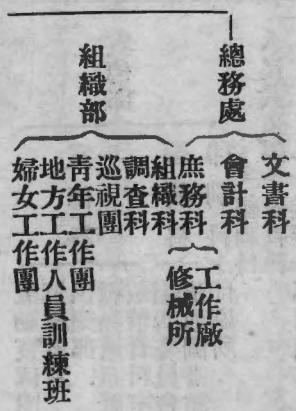 總務處
文書科
會計科
庶務科
工作廠
修械所
組織部
組織科
調查科
巡視團
青年工作團
地方工作人員訓練班
婦女工作團